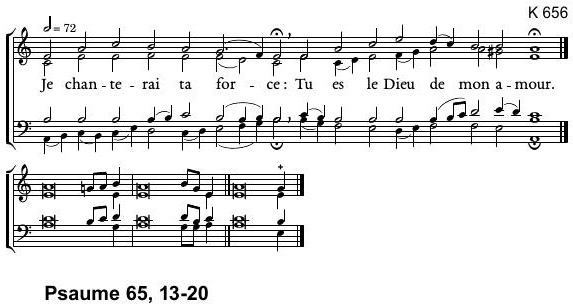 K 656
= 72
Je chan - te - rai ta for - ce : Tu es le Dieu de mon a - mour.
Psaume 65, 13-20